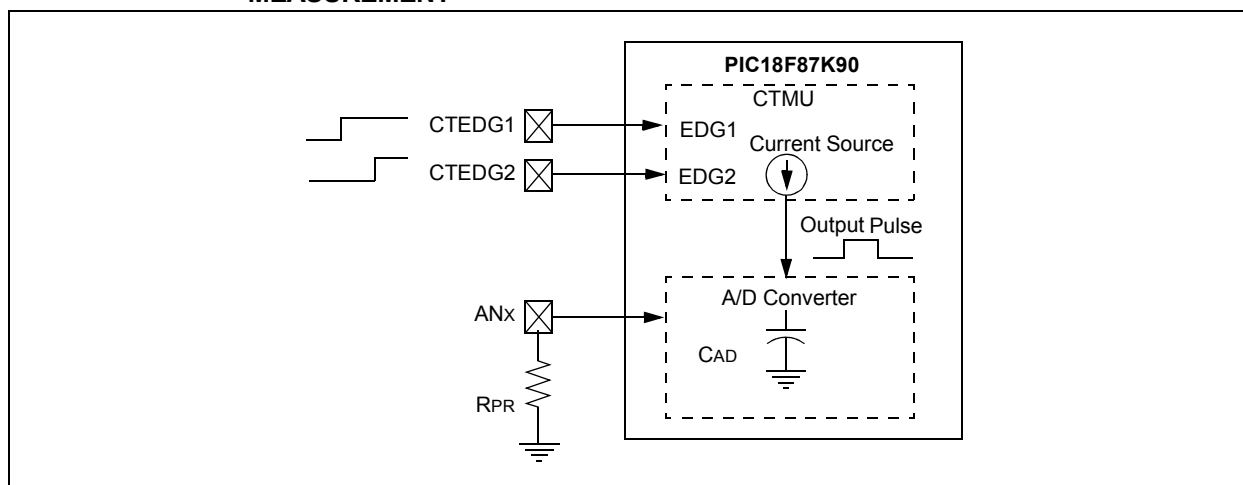 MEASUREMENT
PIC18F87K90
CTMU
CTEDG1
EDG1
Current Source
CTEDG2
EDG2
Output Pulse
A/D Converter
ANX
CAD
RPR